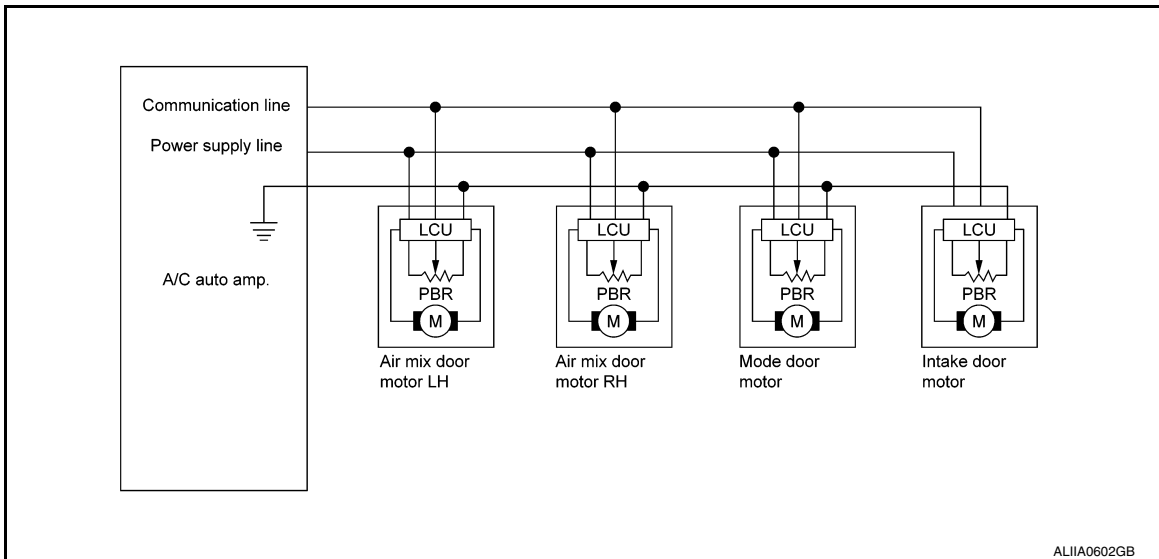 Communication line
Power supply line
A/C auto amp.
LCU
PBR
M
Air mix door
motor LH
LCU
PBR
M
Air mix door
motor RH
LCU
PBR
M
Mode door
motor
LCU
PBR
M
Intake door
motor
ALIIA0602GB